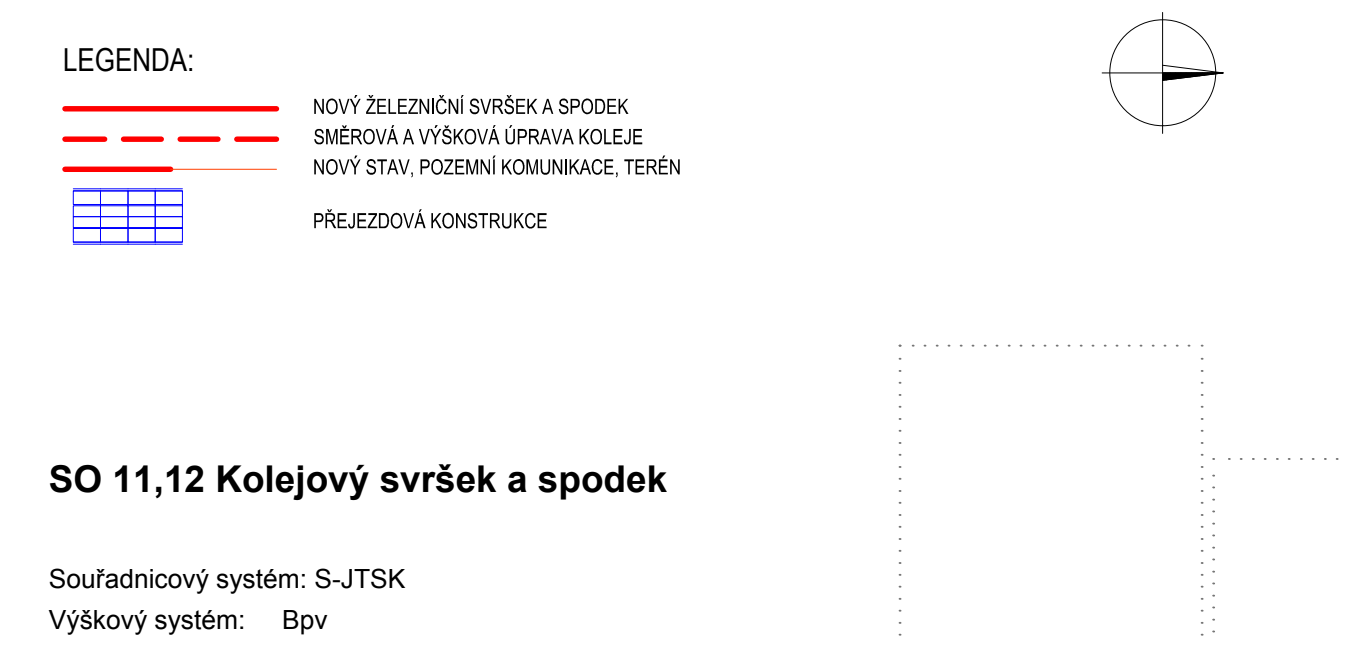 LEGENDA:
NOVÝ ŽELEZNIČNÍ SVRŠEK A SPODEK
SMĚROVÁ A VÝŠKOVÁ ÚPRAVA KOLEJE
NOVÝ STAV, POZEMNÍ KOMUNIKACE, TERÉN
PŘEJEZDOVÁ KONSTRUKCE
SO 11,12 Kolejový svršek a spodek
Souřadnicový systém: S-JTSK
Výškový systém: Bpv